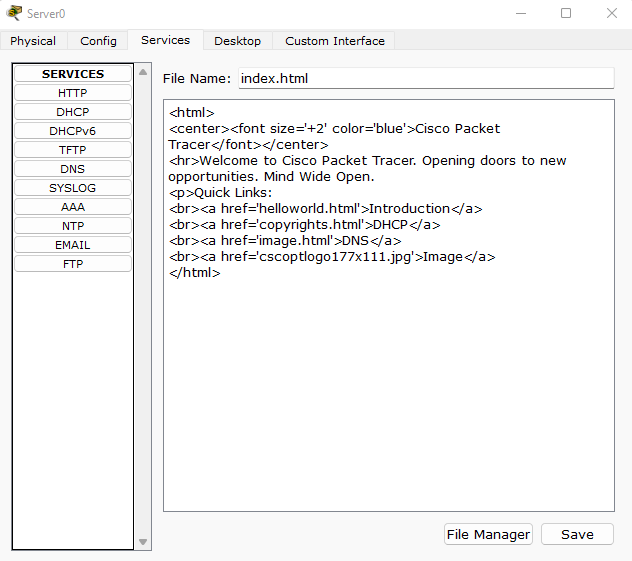 Server0
Physical Config Services Desktop Custom Interface
SERVICES
HTTP
DHCP
DHCPv6
TFTP
DNS
SYSLOG
AAA
NTP
EMAIL
FTP
File Name: index.html
<html>
<center><font size='+2' color='blue'>Cisco Packet
Tracer</font></center>
<hr>Welcome to Cisco Packet Tracer. Opening doors to new
opportunities. Mind Wide Open.
<p>Quick Links:
<br><a href='helloworld.html'>Introduction</a>
<br><a href='copyrights.html'>DHCP</a>
<br><a href='image.html'>DNS</a>
<br><a href='cscoptlogo177x111.jpg'>Image</a>
</html>
File Manager Save